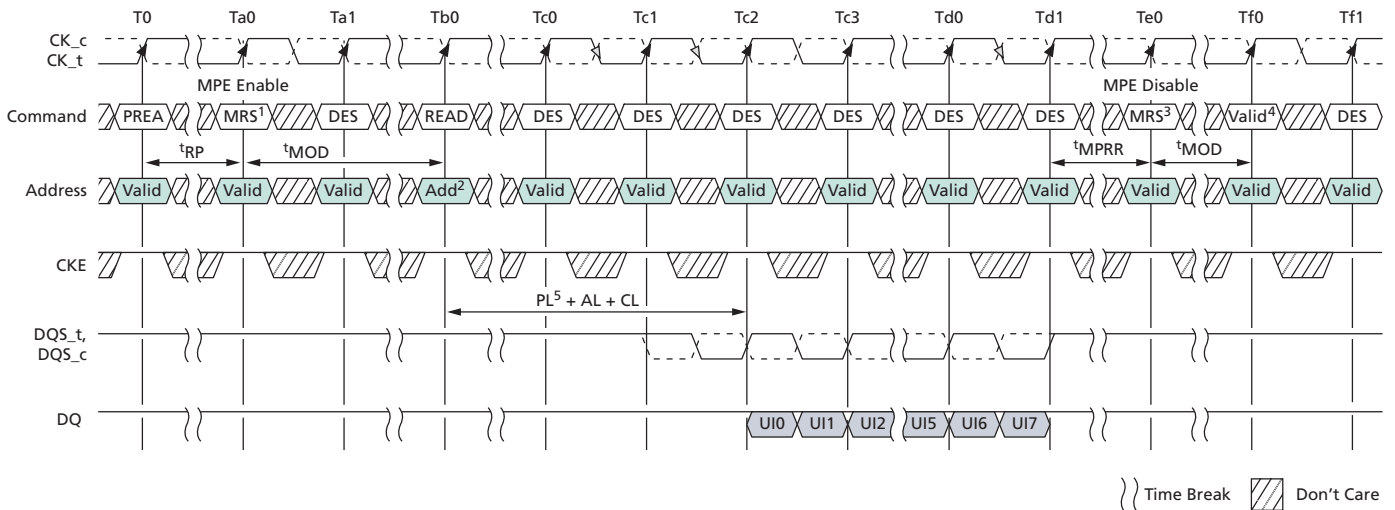 T0 Ta0 Ta1 Tb0 Tc0 Tc1 Tc2 Tc3 Td0 Td1 Te0 Tf0 Tf1
CK_c
CK_t
MPE Enable MPE Disable
Command PREA MRS1 DES READ DES DES DES DES DES DES MRS3 Valid4 DES
tRP tMOD tMPRR tMOD
Address Valid Valid Valid Add2 Valid Valid Valid Valid Valid Valid Valid Valid Valid
CKE
PL5 + AL + CL
DQS_t,
DQS_c
DQ UI0 UI1 UI2 UI5 UI6 UI7
Time Break Don't Care